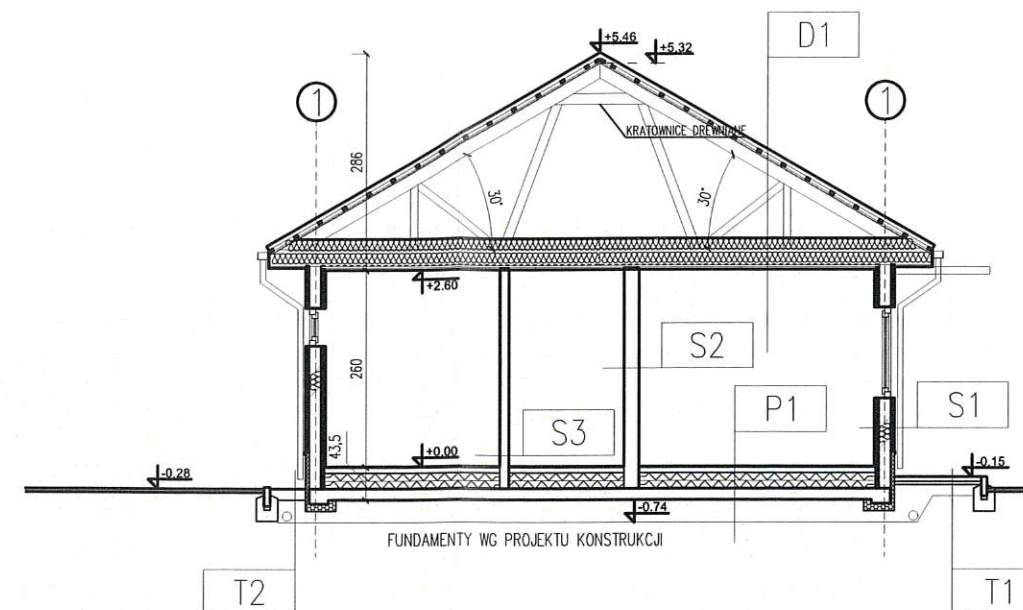 D1
+5.46
+5.32
1
1
KRATOWNICE DREWNIANE
286
30°
30°
+2.60
S2
260
P1
S1
S3
43,5
+0.00
-0.28
-0.15
-0.74
FUNDAMENTY WG PROJEKTU KONSTRUKCJI
T2
T1